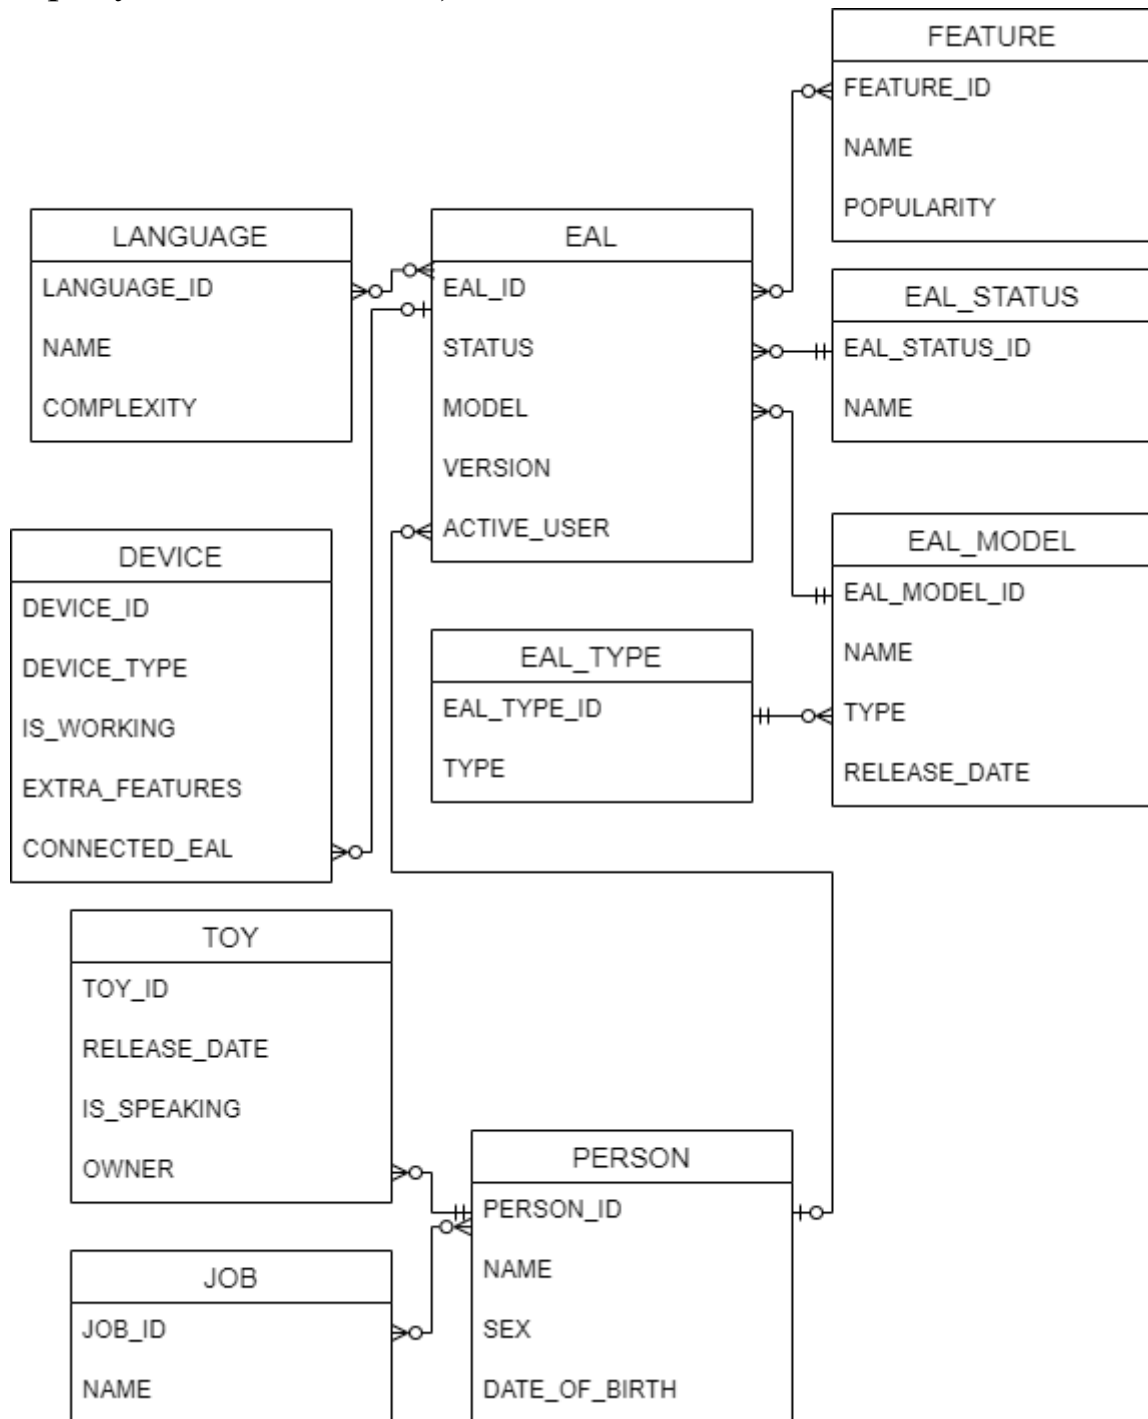 FEATURE
FEATURE_ID
NAME
POPULARITY
LANGUAGE
LANGUAGE_ID
NAME
COMPLEXITY
EAL
EAL_ID
STATUS
MODEL
VERSION
ACTIVE_USER
EAL_STATUS
EAL_STATUS_ID
NAME
DEVICE
DEVICE_ID
DEVICE_TYPE
IS_WORKING
EXTRA_FEATURES
CONNECTED_EAL
EAL_TYPE
EAL_TYPE_ID
TYPE
EAL_MODEL
EAL_MODEL_ID
NAME
TYPE
RELEASE_DATE
TOY
TOY_ID
RELEASE_DATE
IS_SPEAKING
OWNER
PERSON
PERSON_ID
NAME
SEX
DATE_OF_BIRTH
JOB
JOB_ID
NAME